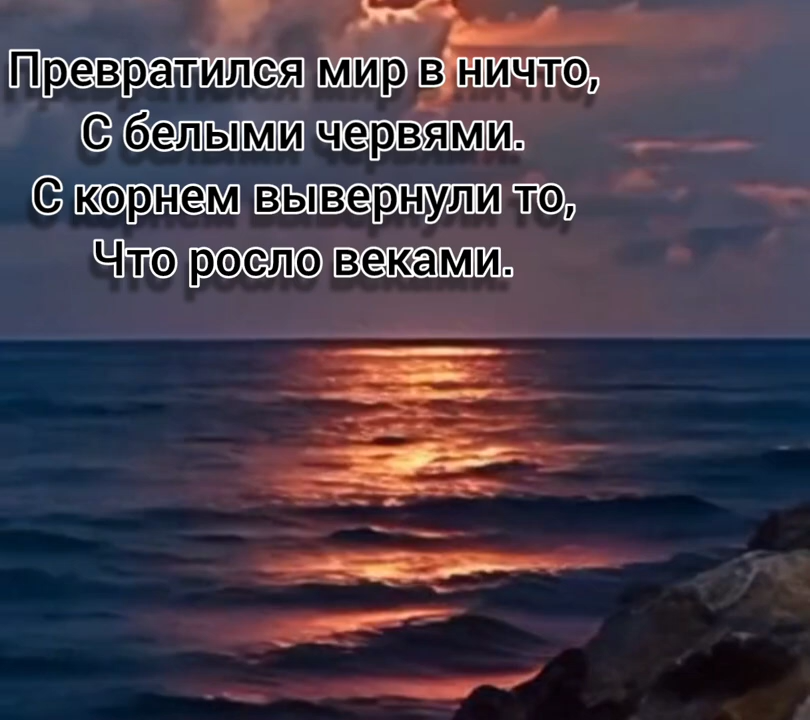 Превратился мир в ничто,
С белыми червями.
С корнем вывернули то,
Что росло веками.